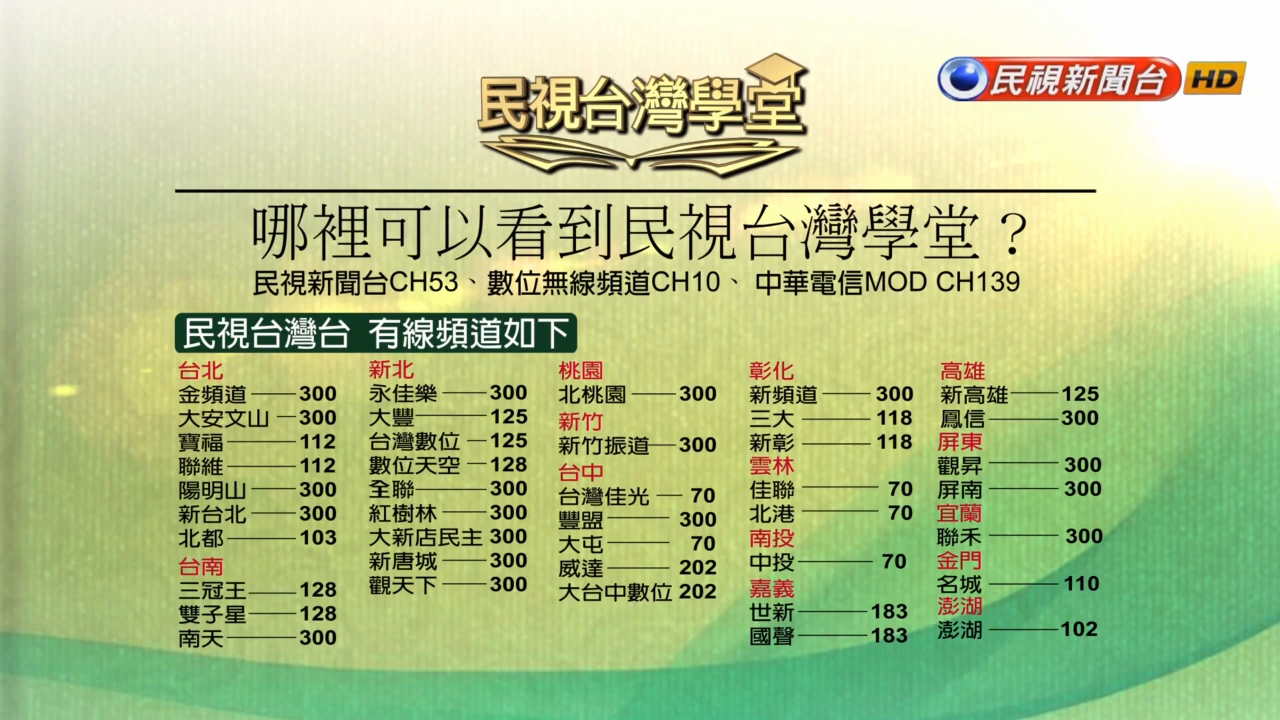 民視台灣學堂
民視新聞台 HD
哪裡可以看到民視台灣學堂？
民視新聞台CH53、數位無線頻道CH10、中華電信MOD CH139
民視台灣台 有線頻道如下
台北
金頻道——300
大安文山—300
寶福———112
聯維———112
陽明山——300
新台北——300
北都———103
台南
三冠王——128
雙子星——128
南天———300
新北
永佳樂——300
大豐———125
台灣數位—125
數位天空—128
全聯———300
紅樹林——300
大新店民主 300
新唐城——300
觀天下——300
桃園
北桃園——300
新竹
新竹振道—300
台中
台灣佳光— 70
豐盟———300
大屯——— 70
威達———202
大台中數位 202
彰化
新頻道——300
三大———118
新彰———118
雲林
佳聯——— 70
北港——— 70
南投
中投——— 70
嘉義
世新———183
國聲———183
高雄
新高雄——125
鳳信———300
屏東
觀昇———300
屏南———300
宜蘭
聯禾———300
金門
名城———110
澎湖
澎湖———102